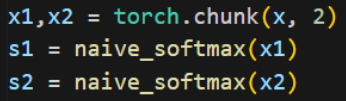 x1,x2 = torch.chunk(x, 2)
s1 = naive_softmax(x1)
s2 = naive_softmax(x2)